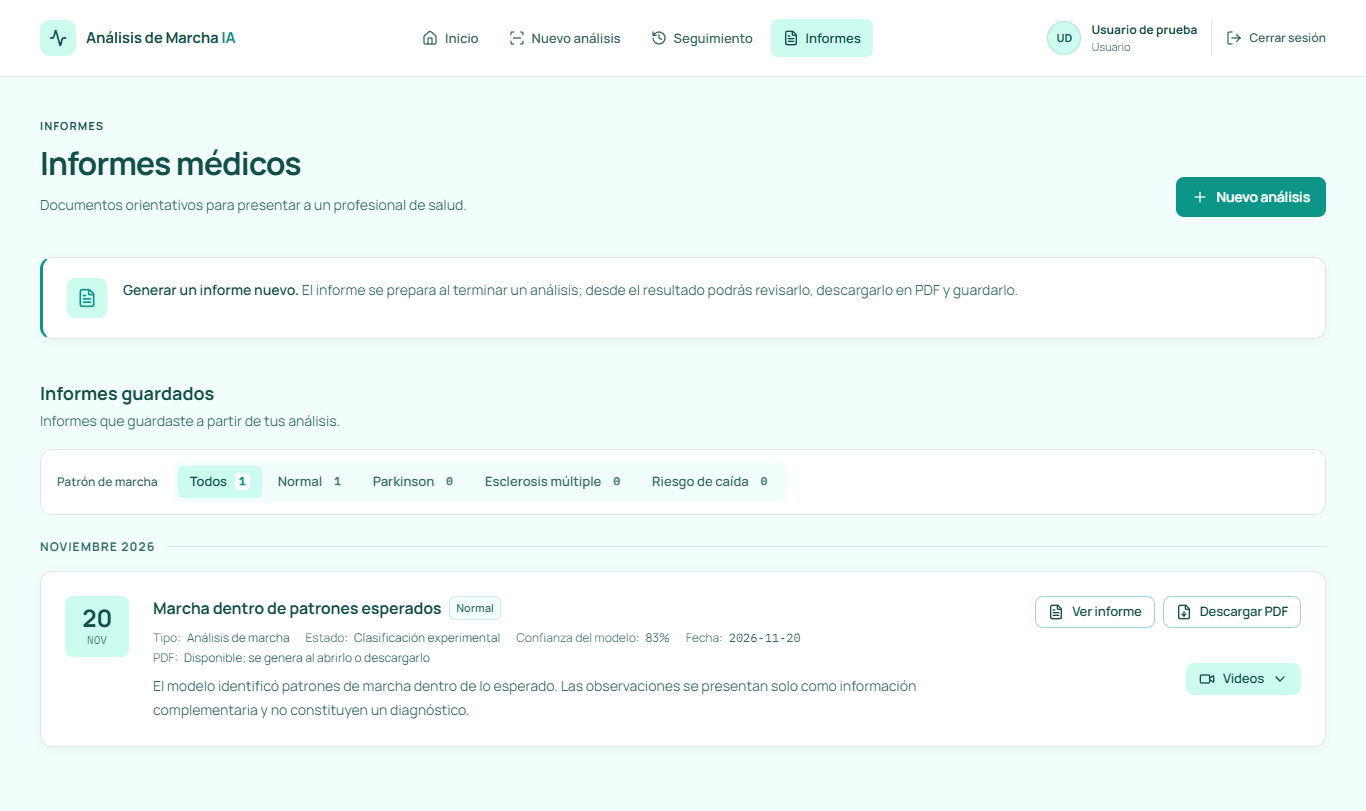 Análisis de Marcha IA
Inicio
Nuevo análisis
Seguimiento
Informes
UD
Usuario de prueba
Usuario
Cerrar sesión
INFORMES
Informes médicos
Documentos orientativos para presentar a un profesional de salud.
Nuevo análisis
Generar un informe nuevo. El informe se prepara al terminar un análisis; desde el resultado podrás revisarlo, descargarlo en PDF y guardarlo.
Informes guardados
Informes que guardaste a partir de tus análisis.
Patrón de marcha
Todos 1
Normal 1
Parkinson 0
Esclerosis múltiple 0
Riesgo de caída 0
NOVIEMBRE 2026
20
NOV
Marcha dentro de patrones esperados Normal
Tipo: Análisis de marcha Estado: Clasificación experimental Confianza del modelo: 83% Fecha: 2026-11-20
PDF: Disponible; se genera al abrirlo o descargarlo
El modelo identificó patrones de marcha dentro de lo esperado. Las observaciones se presentan solo como información
complementaria y no constituyen un diagnóstico.
Ver informe
Descargar PDF
Videos